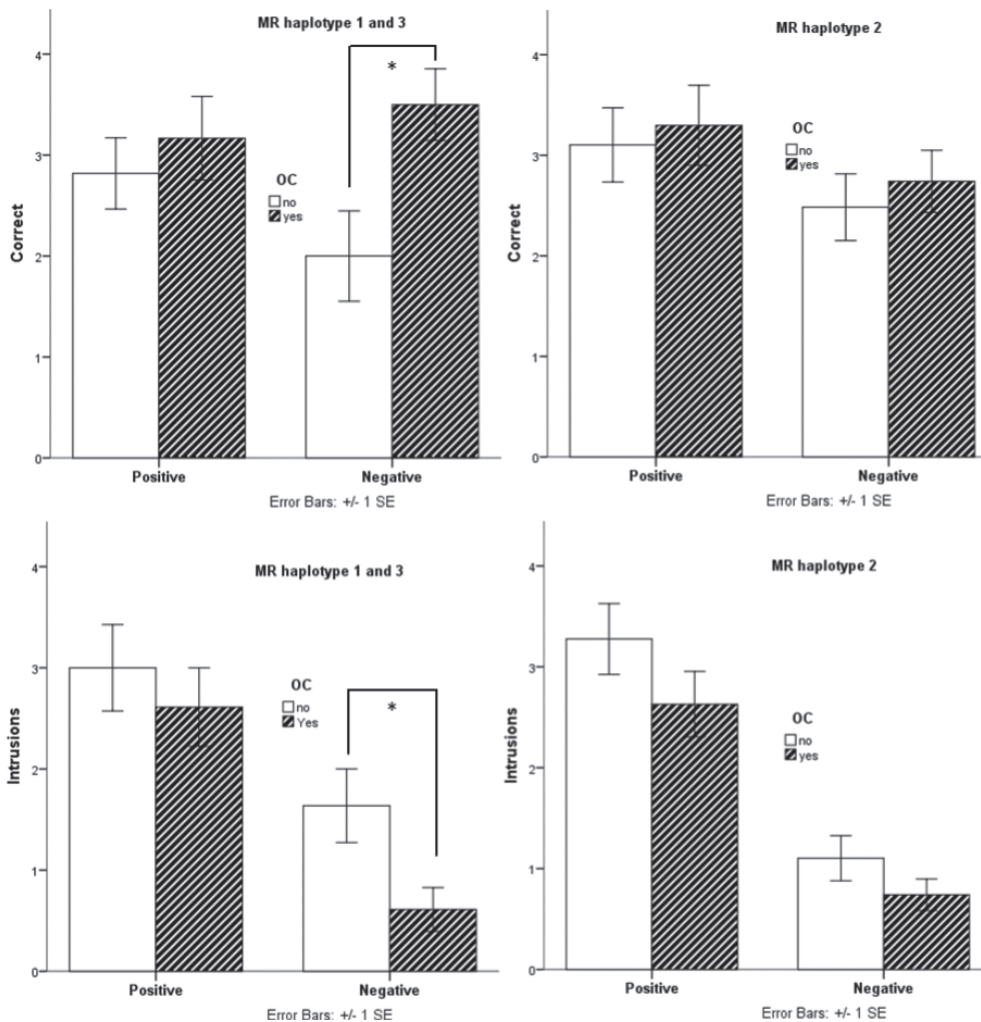 MR haplotype 1 and 3
Correct
4
3
2
1
0
*
OC
no
yes
Positive
Negative
Error Bars: +/- 1 SE
MR haplotype 2
Correct
4
3
2
1
0
OC
no
yes
Positive
Negative
Error Bars: +/- 1 SE
MR haplotype 1 and 3
Intrusions
4
3
2
1
0
*
OC
no
Yes
Positive
Negative
Error Bars: +/- 1 SE
MR haplotype 2
Intrusions
4
3
2
1
0
OC
no
yes
Positive
Negative
Error Bars: +/- 1 SE